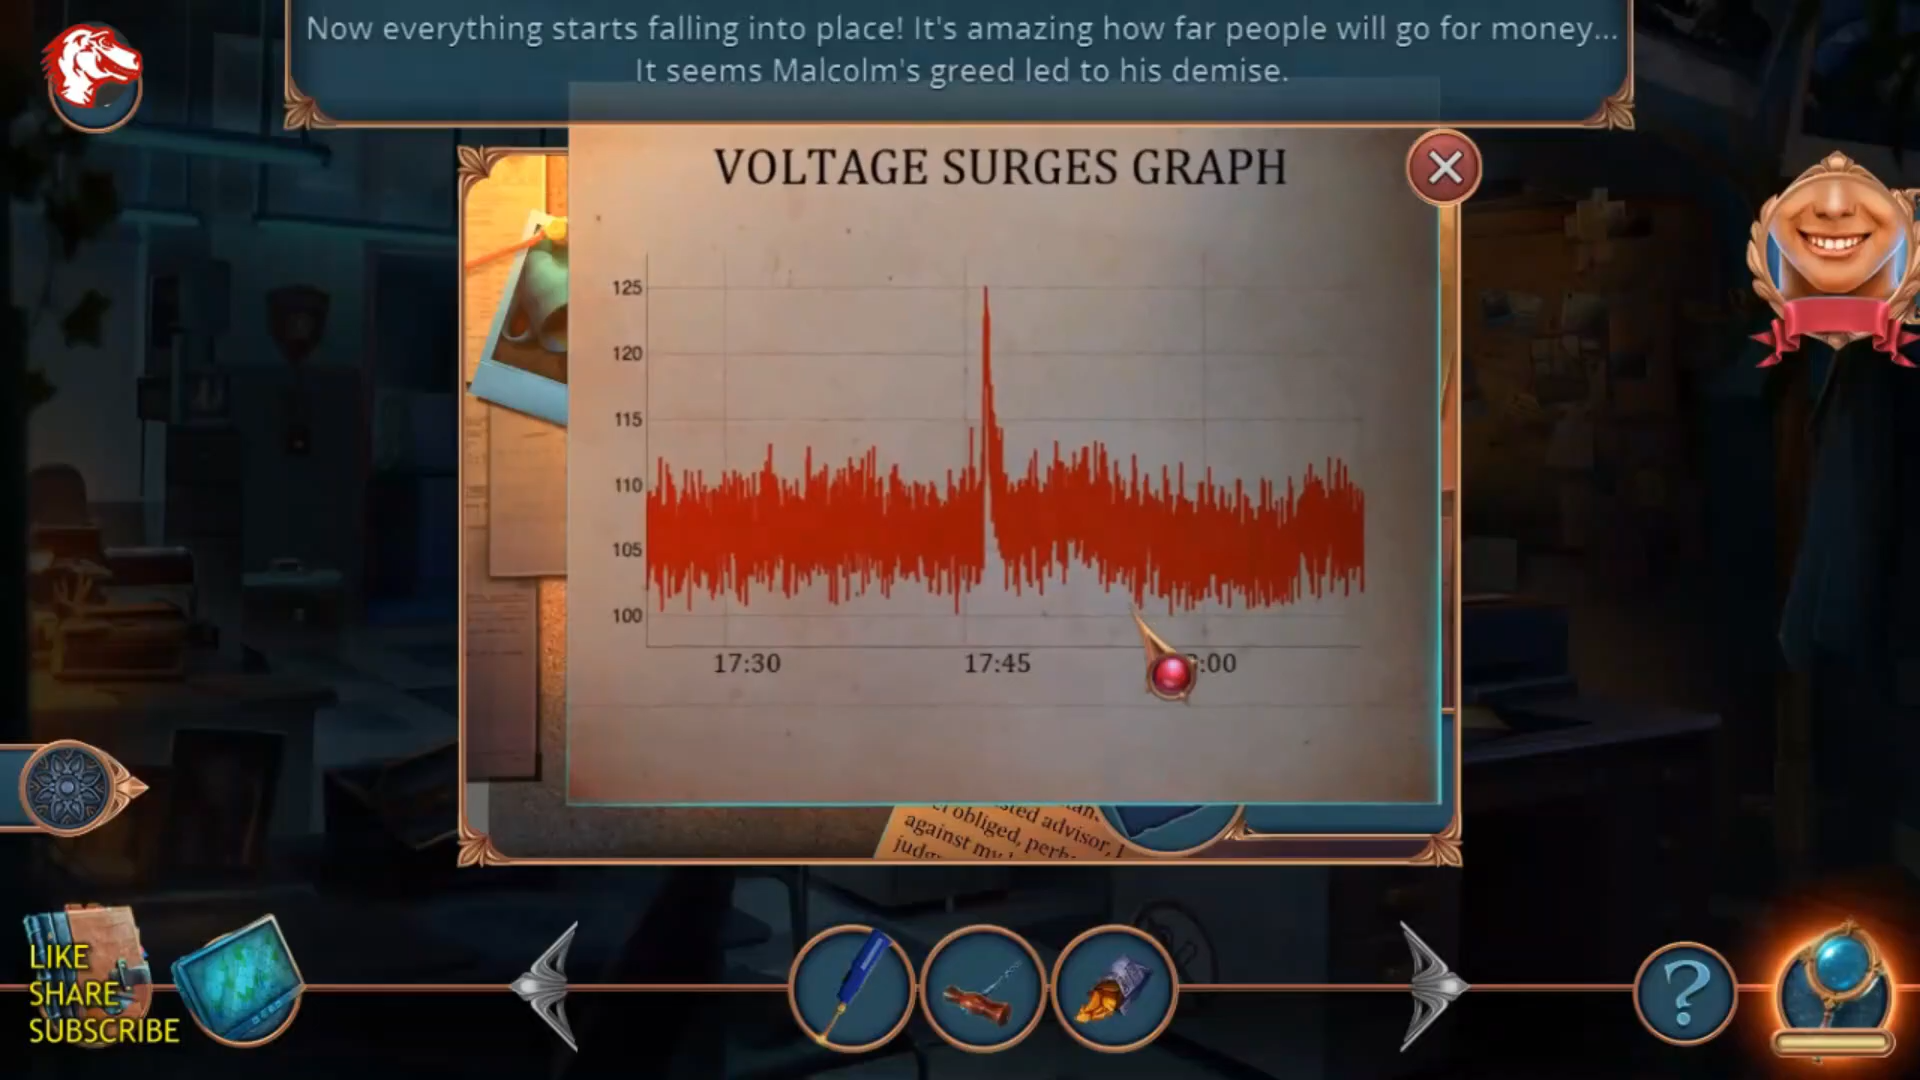 Now everything starts falling into place! It's amazing how far people will go for money...
It seems Malcolm's greed led to his demise.
VOLTAGE SURGES GRAPH
125
120
115
110
105
100
17:30 17:45 :00
advisor, I
obliged,
against my
LIKE
SHARE
SUBSCRIBE
?